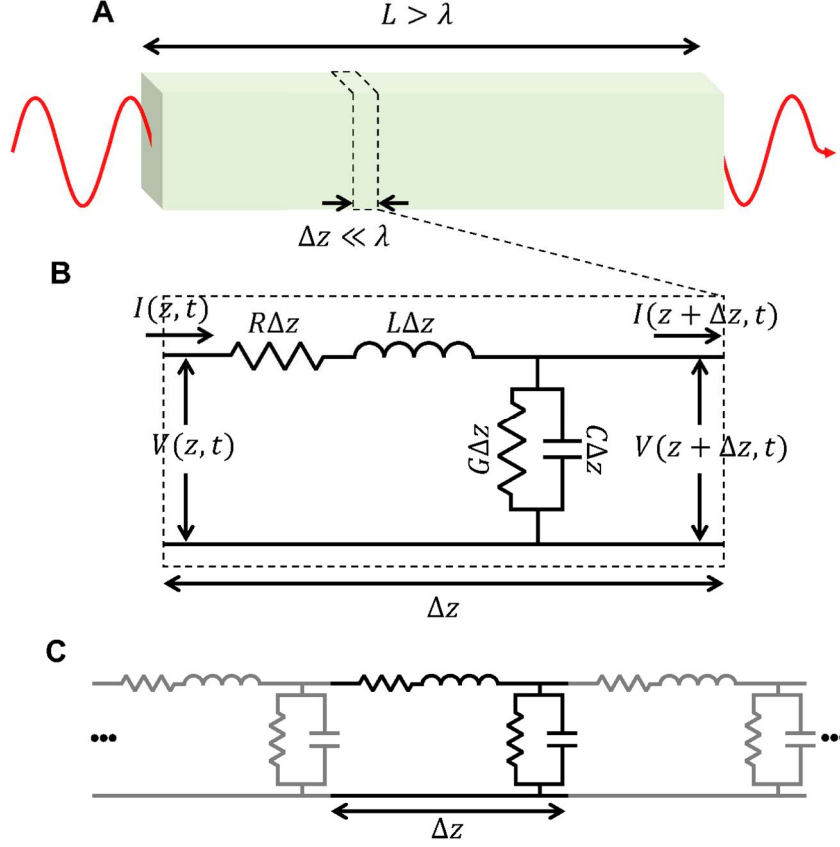 A
L > λ
Δz ≪ λ
B
I(z, t)
RΔz
LΔz
I(z + Δz, t)
V(z, t)
GΔz
CΔz
V(z + Δz, t)
Δz
C
•••
•••
Δz